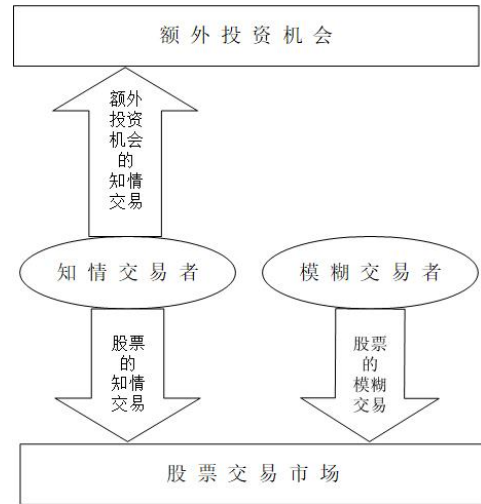 额外投资机会
额外
投资
机会
的
知情
交易
知情交易者
模糊交易者
股票
的
知情
交易
股票
的
模糊
交易
股票交易市场